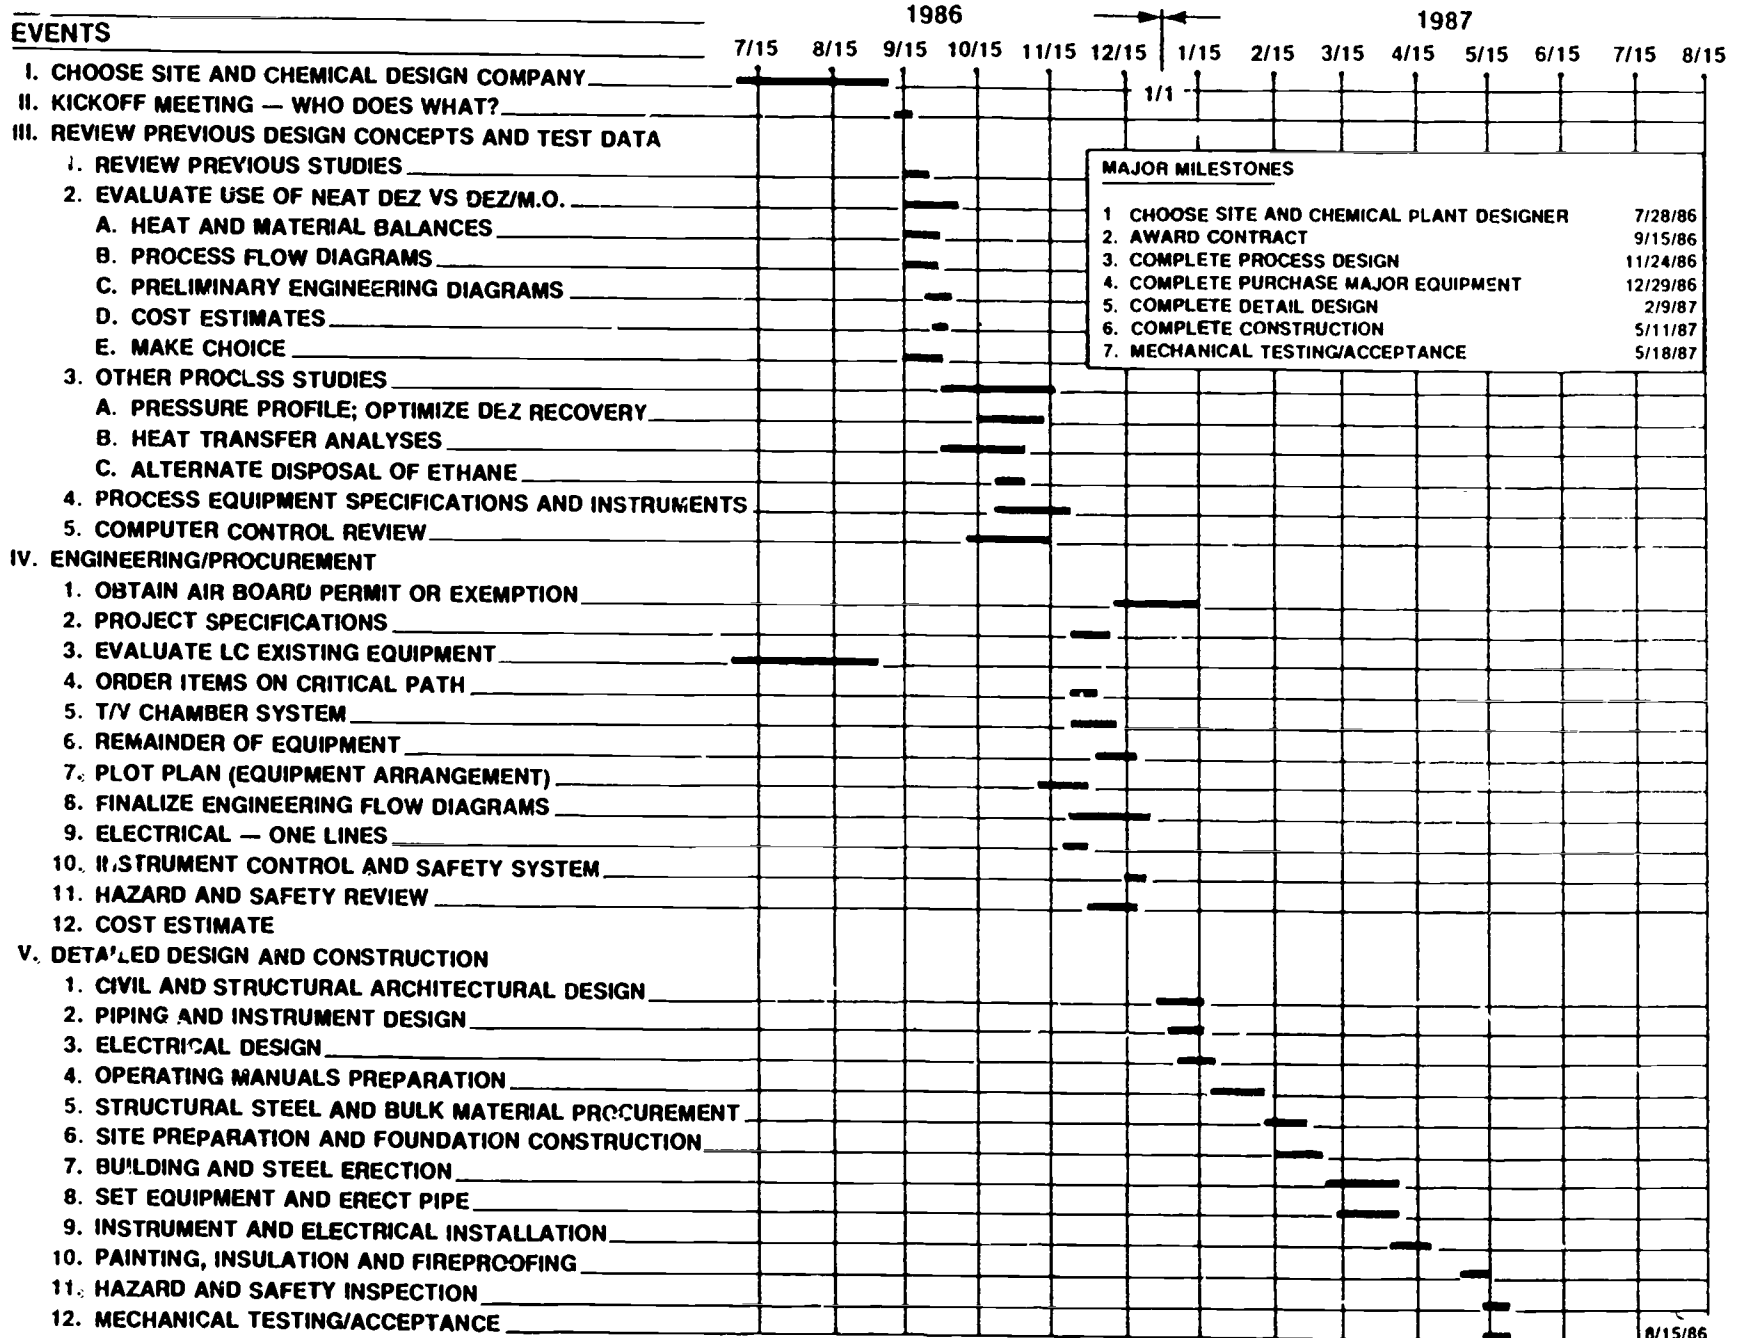 1986 1987
EVENTS
7/15 8/15 9/15 10/15 11/15 12/15 1/15 2/15 3/15 4/15 5/15 6/15 7/15 8/15
1/1
I. CHOOSE SITE AND CHEMICAL DESIGN COMPANY
II. KICKOFF MEETING — WHO DOES WHAT?
III. REVIEW PREVIOUS DESIGN CONCEPTS AND TEST DATA
1. REVIEW PREVIOUS STUDIES
2. EVALUATE USE OF NEAT DEZ VS DEZ/M.O.
A. HEAT AND MATERIAL BALANCES
B. PROCESS FLOW DIAGRAMS
C. PRELIMINARY ENGINEERING DIAGRAMS
D. COST ESTIMATES
E. MAKE CHOICE
3. OTHER PROCESS STUDIES
A. PRESSURE PROFILE; OPTIMIZE DEZ RECOVERY
B. HEAT TRANSFER ANALYSES
C. ALTERNATE DISPOSAL OF ETHANE
4. PROCESS EQUIPMENT SPECIFICATIONS AND INSTRUMENTS
5. COMPUTER CONTROL REVIEW
IV. ENGINEERING/PROCUREMENT
1. OBTAIN AIR BOARD PERMIT OR EXEMPTION
2. PROJECT SPECIFICATIONS
3. EVALUATE LC EXISTING EQUIPMENT
4. ORDER ITEMS ON CRITICAL PATH
5. T/V CHAMBER SYSTEM
6. REMAINDER OF EQUIPMENT
7. PLOT PLAN (EQUIPMENT ARRANGEMENT)
8. FINALIZE ENGINEERING FLOW DIAGRAMS
9. ELECTRICAL — ONE LINES
10. INSTRUMENT CONTROL AND SAFETY SYSTEM
11. HAZARD AND SAFETY REVIEW
12. COST ESTIMATE
V. DETAILED DESIGN AND CONSTRUCTION
1. CIVIL AND STRUCTURAL ARCHITECTURAL DESIGN
2. PIPING AND INSTRUMENT DESIGN
3. ELECTRICAL DESIGN
4. OPERATING MANUALS PREPARATION
5. STRUCTURAL STEEL AND BULK MATERIAL PROCUREMENT
6. SITE PREPARATION AND FOUNDATION CONSTRUCTION
7. BUILDING AND STEEL ERECTION
8. SET EQUIPMENT AND ERECT PIPE
9. INSTRUMENT AND ELECTRICAL INSTALLATION
10. PAINTING, INSULATION AND FIREPROOFING
11. HAZARD AND SAFETY INSPECTION
12. MECHANICAL TESTING/ACCEPTANCE
MAJOR MILESTONES
1 CHOOSE SITE AND CHEMICAL PLANT DESIGNER 7/28/86
2. AWARD CONTRACT 9/15/86
3. COMPLETE PROCESS DESIGN 11/24/86
4. COMPLETE PURCHASE MAJOR EQUIPMENT 12/29/86
5. COMPLETE DETAIL DESIGN 2/9/87
6. COMPLETE CONSTRUCTION 5/11/87
7. MECHANICAL TESTING/ACCEPTANCE 5/18/87
8/15/86